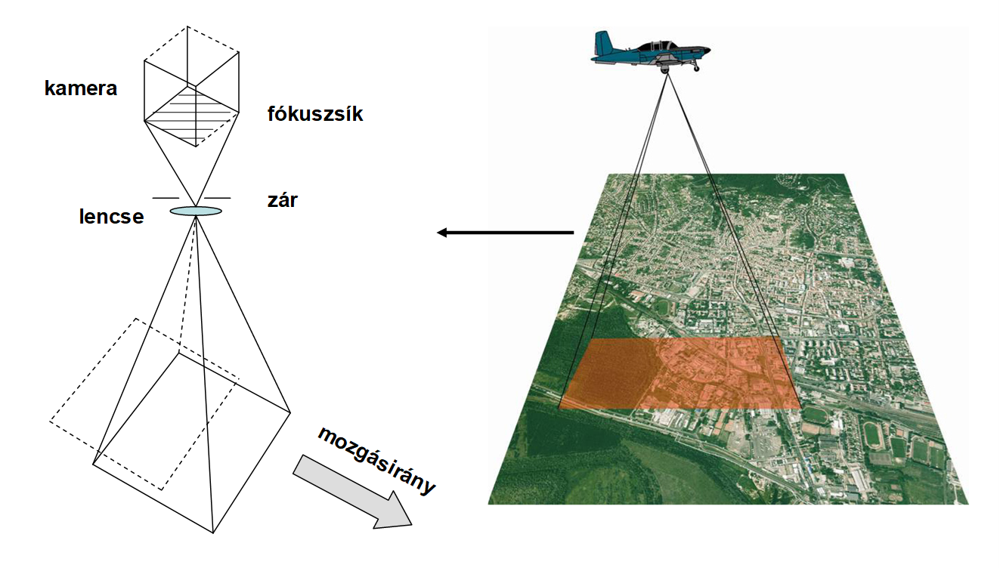 kamera
fókuszsík
zár
lencse
mozgásirány